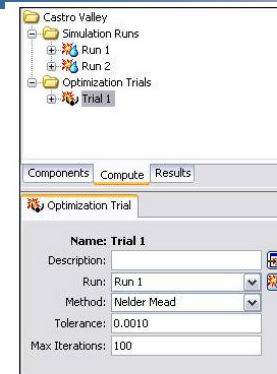 Castro Valley
Simulation Runs
Run 1
Run 2
Optimization Trials
Trial 1
Components Compute Results
Optimization Trial
Name: Trial 1
Description:
Run: Run 1
Method: Nelder Mead
Tolerance: 0.0010
Max Iterations: 100